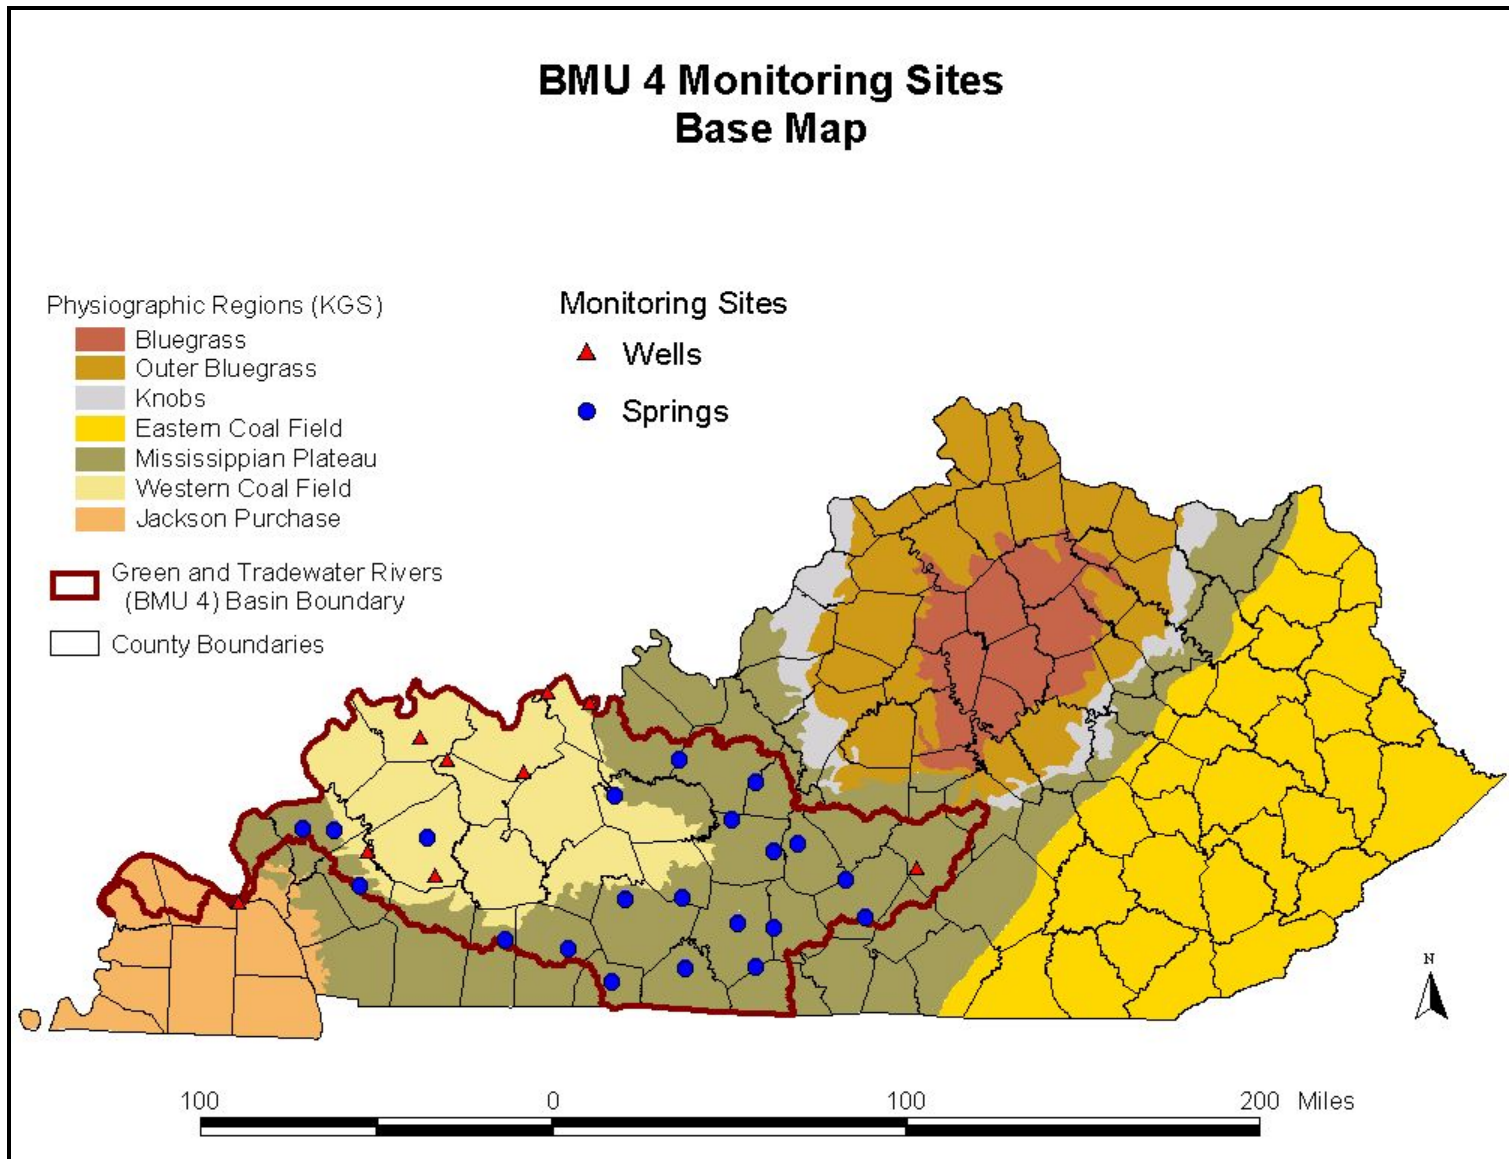 BMU 4 Monitoring Sites
Base Map
Physiographic Regions (KGS)
Bluegrass
Outer Bluegrass
Knobs
Eastern Coal Field
Mississippian Plateau
Western Coal Field
Jackson Purchase
Green and Tradewater Rivers
(BMU 4) Basin Boundary
County Boundaries
Monitoring Sites
Wells
Springs
N
100 0 100 200 Miles